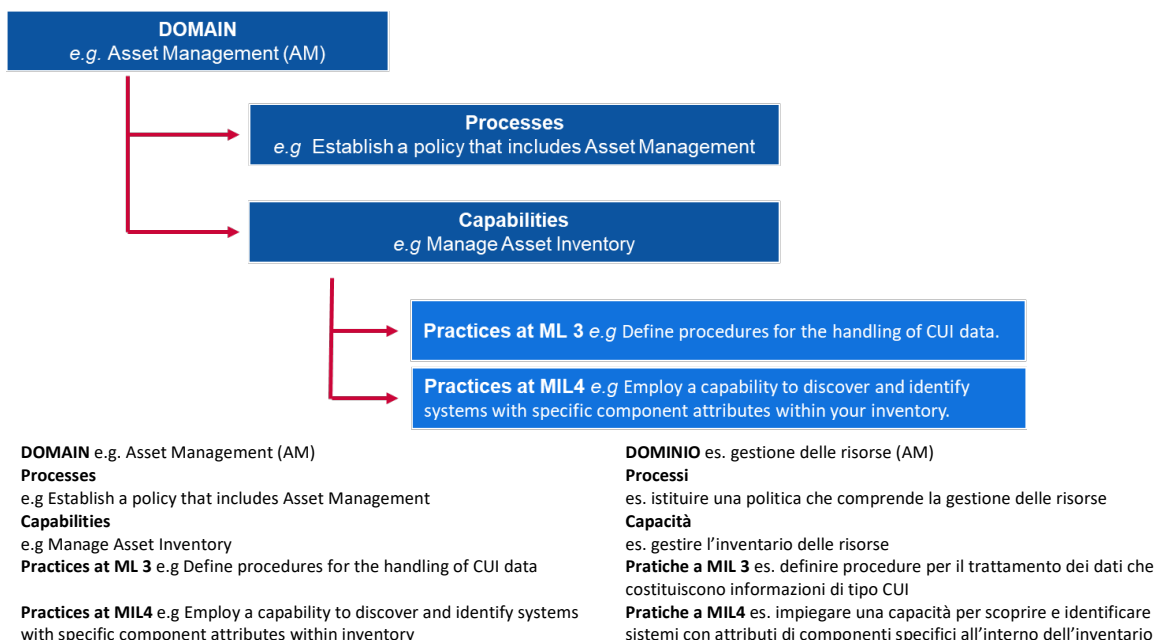 DOMAIN
e.g. Asset Management (AM)
Processes
e.g Establish a policy that includes Asset Management
Capabilities
e.g Manage Asset Inventory
Practices at ML 3 e.g Define procedures for the handling of CUI data.
Practices at MIL4 e.g Employ a capability to discover and identify
systems with specific component attributes within your inventory.
DOMAIN e.g. Asset Management (AM)
Processes
e.g Establish a policy that includes Asset Management
Capabilities
e.g Manage Asset Inventory
Practices at ML 3 e.g Define procedures for the handling of CUI data
Practices at MIL4 e.g Employ a capability to discover and identify systems
with specific component attributes within inventory
DOMINIO es. gestione delle risorse (AM)
Processi
es. istituire una politica che comprende la gestione delle risorse
Capacità
es. gestire l’inventario delle risorse
Pratiche a MIL 3 es. definire procedure per il trattamento dei dati che
costituiscono informazioni di tipo CUI
Pratiche a MIL4 es. impiegare una capacità per scoprire e identificare
sistemi con attributi di componenti specifici all’interno dell’inventario